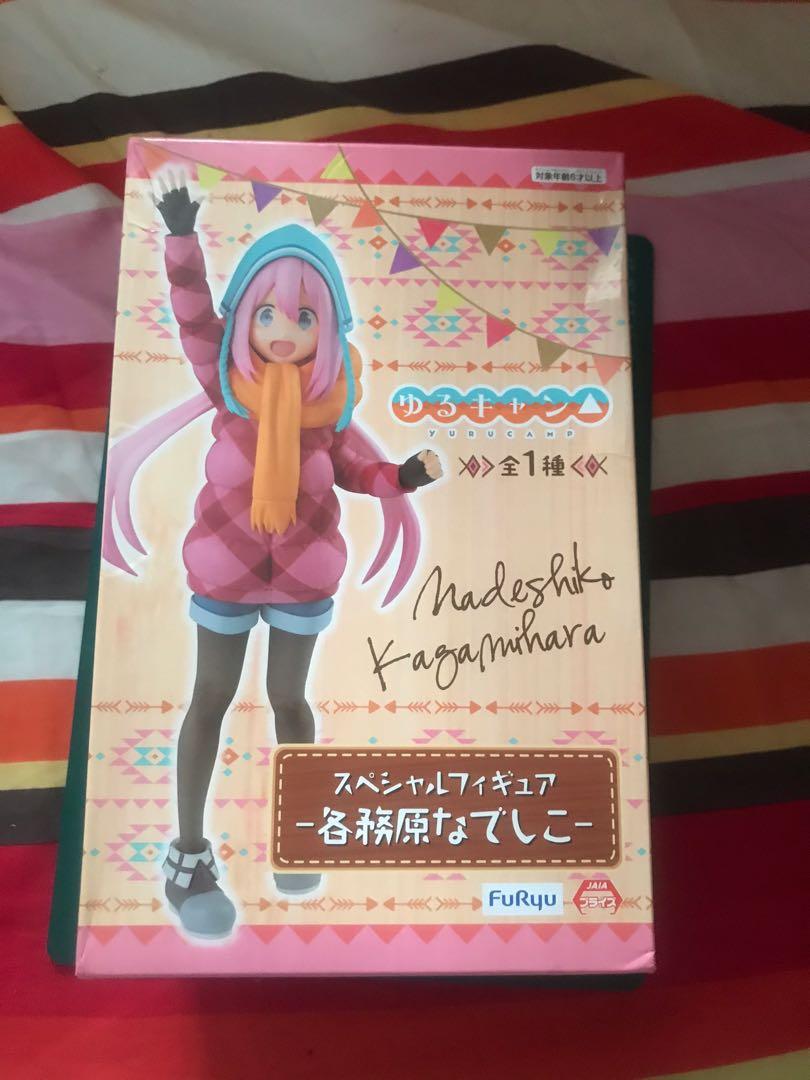 対象年齢6才以上
ゆるキャン△
YURUCAMP
全1種
Nadeshiko
Kagamihara
スペシャルフィギュア
-各務原なでしこ-
FuRyu
JAIA
プライズ